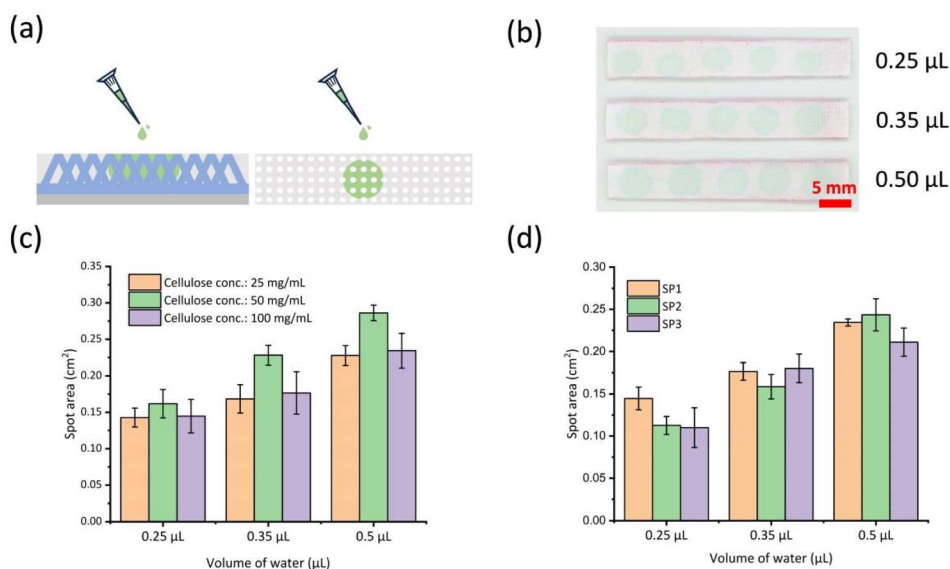 (a)
(b)
0.25 µL
0.35 µL
0.50 µL
5 mm
(c)
0.35
0.30
0.25
0.20
0.15
0.10
0.05
0.00
Spot area (cm²)
Cellulose conc.: 25 mg/mL
Cellulose conc.: 50 mg/mL
Cellulose conc.: 100 mg/mL
0.25 µL
0.35 µL
0.5 µL
Volume of water (µL)
(d)
0.30
0.25
0.20
0.15
0.10
0.05
0.00
Spot area (cm²)
SP1
SP2
SP3
0.25 µL
0.35 µL
0.5 µL
Volume of water (µL)